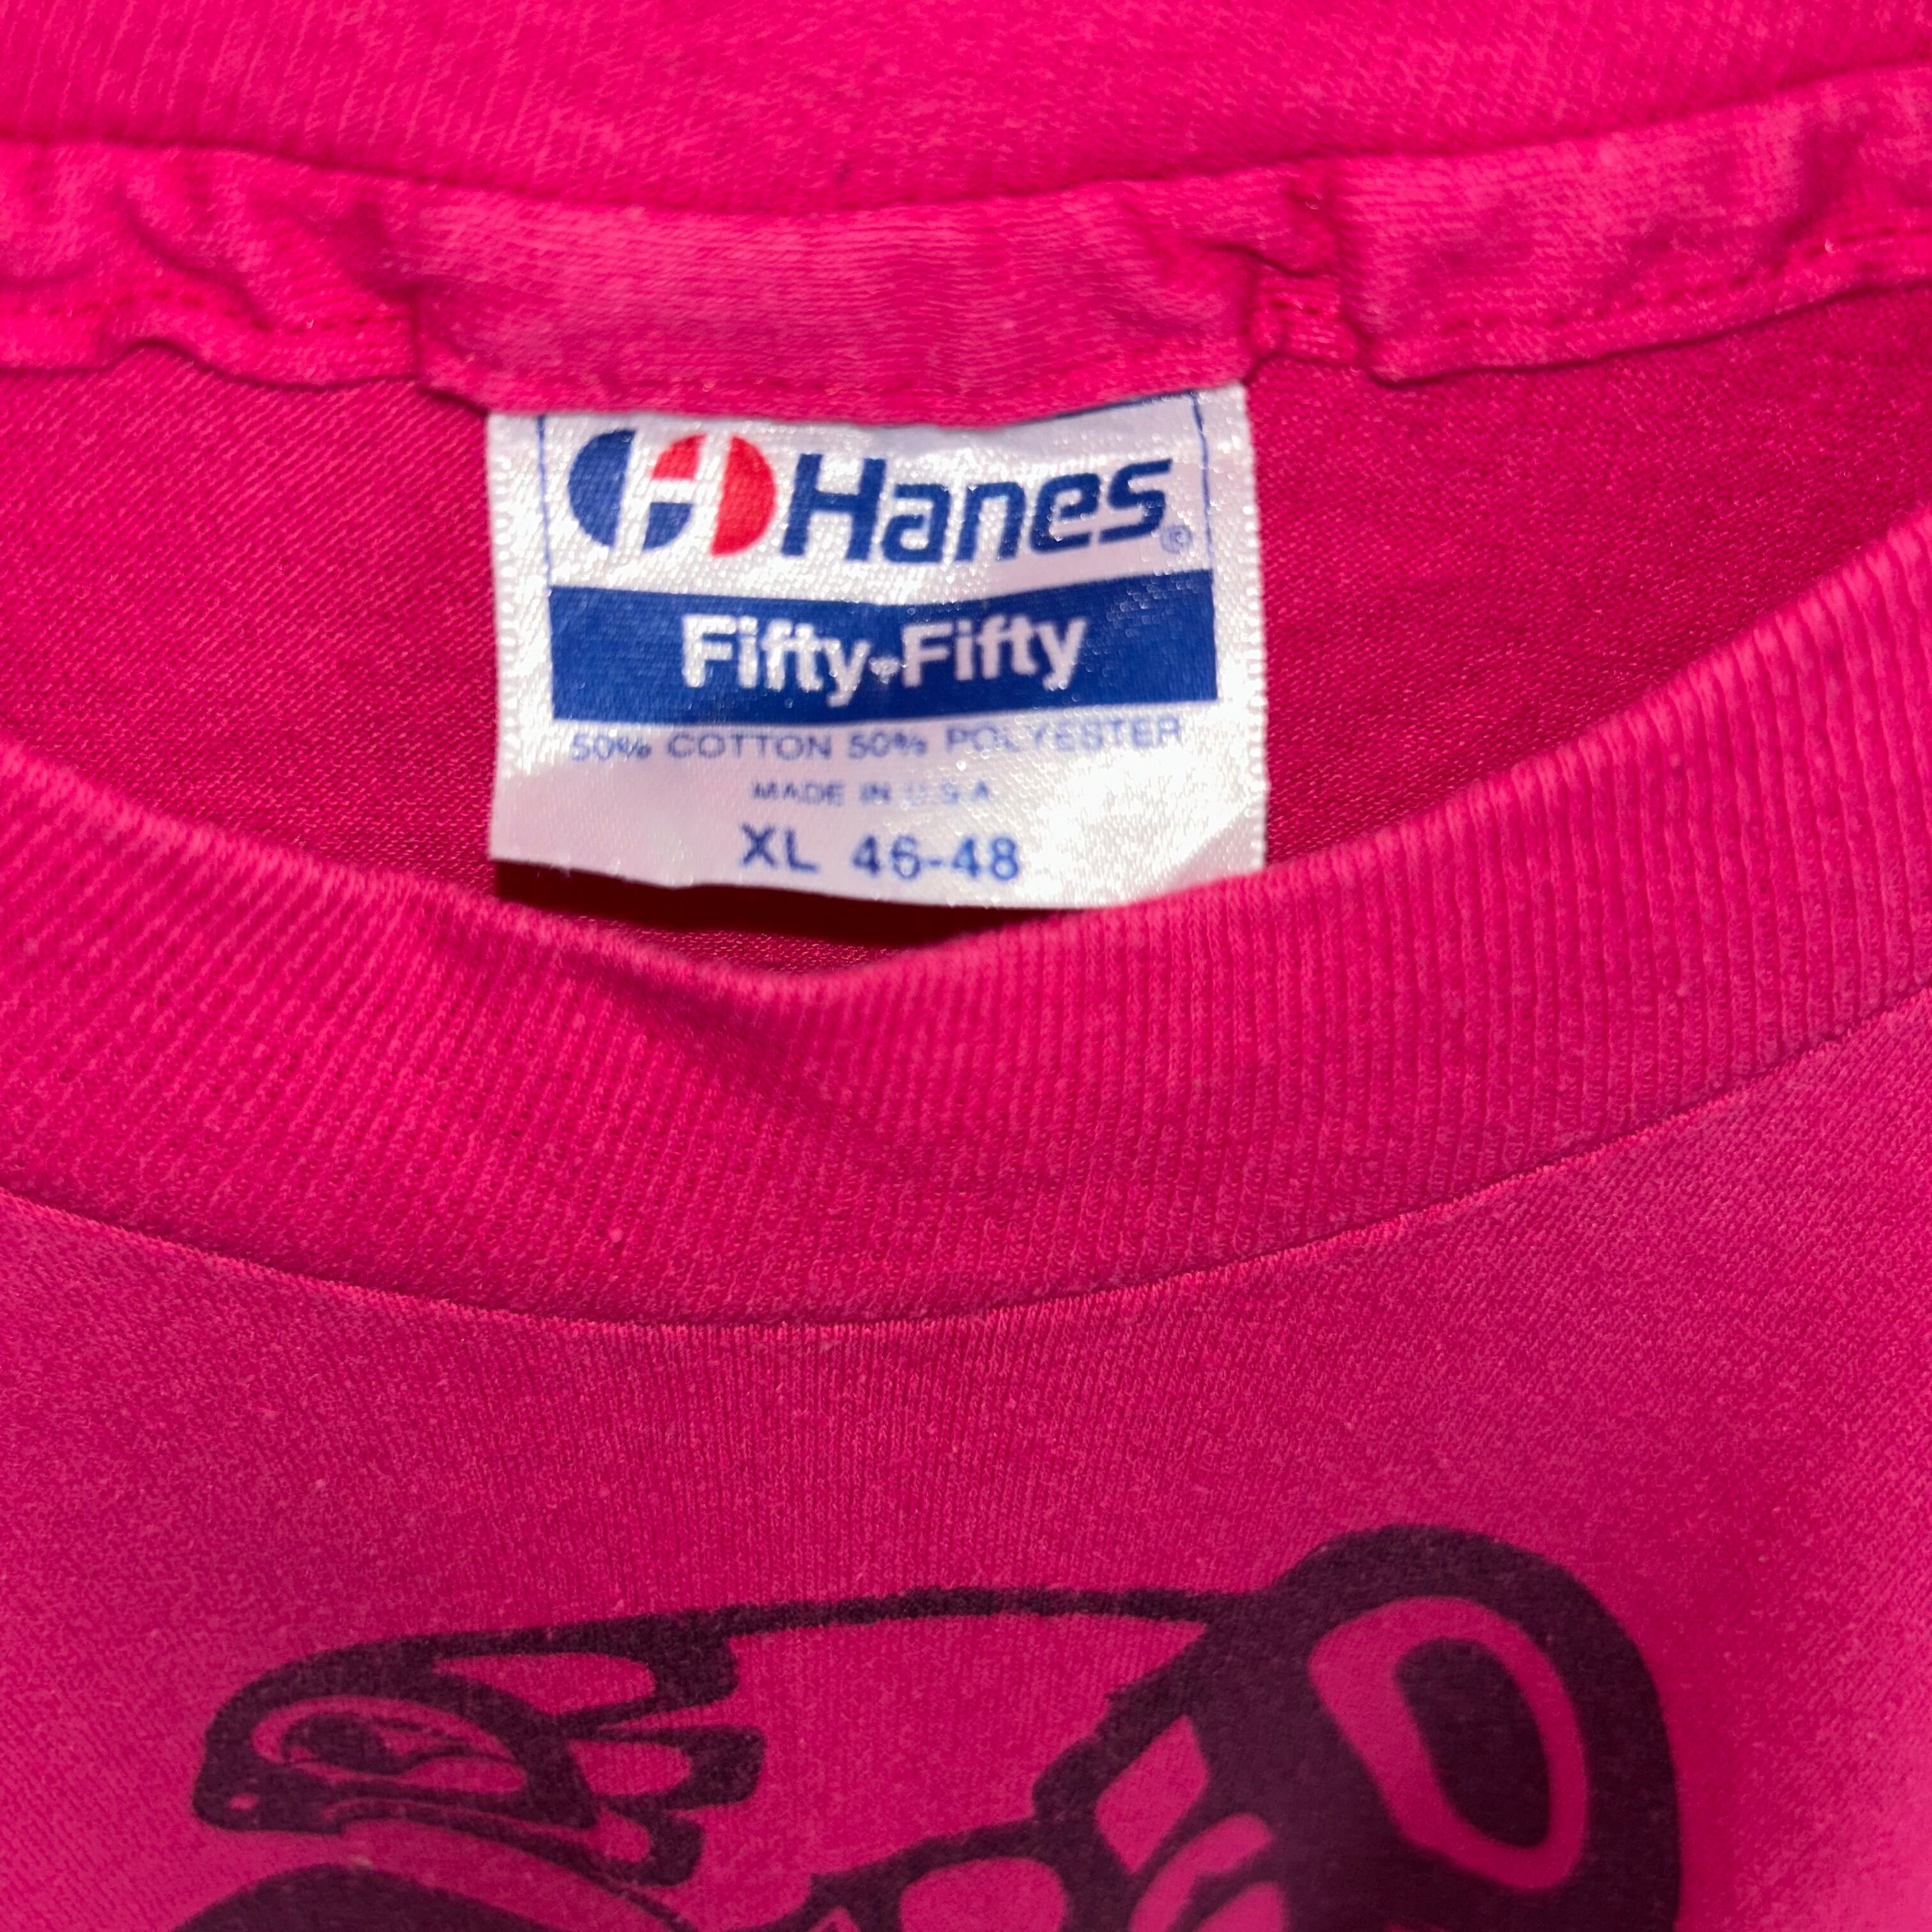 Hanes©
Fifty-Fifty
50% COTTON 50% POLYESTER
MADE IN U.S.A.
XL 46-48